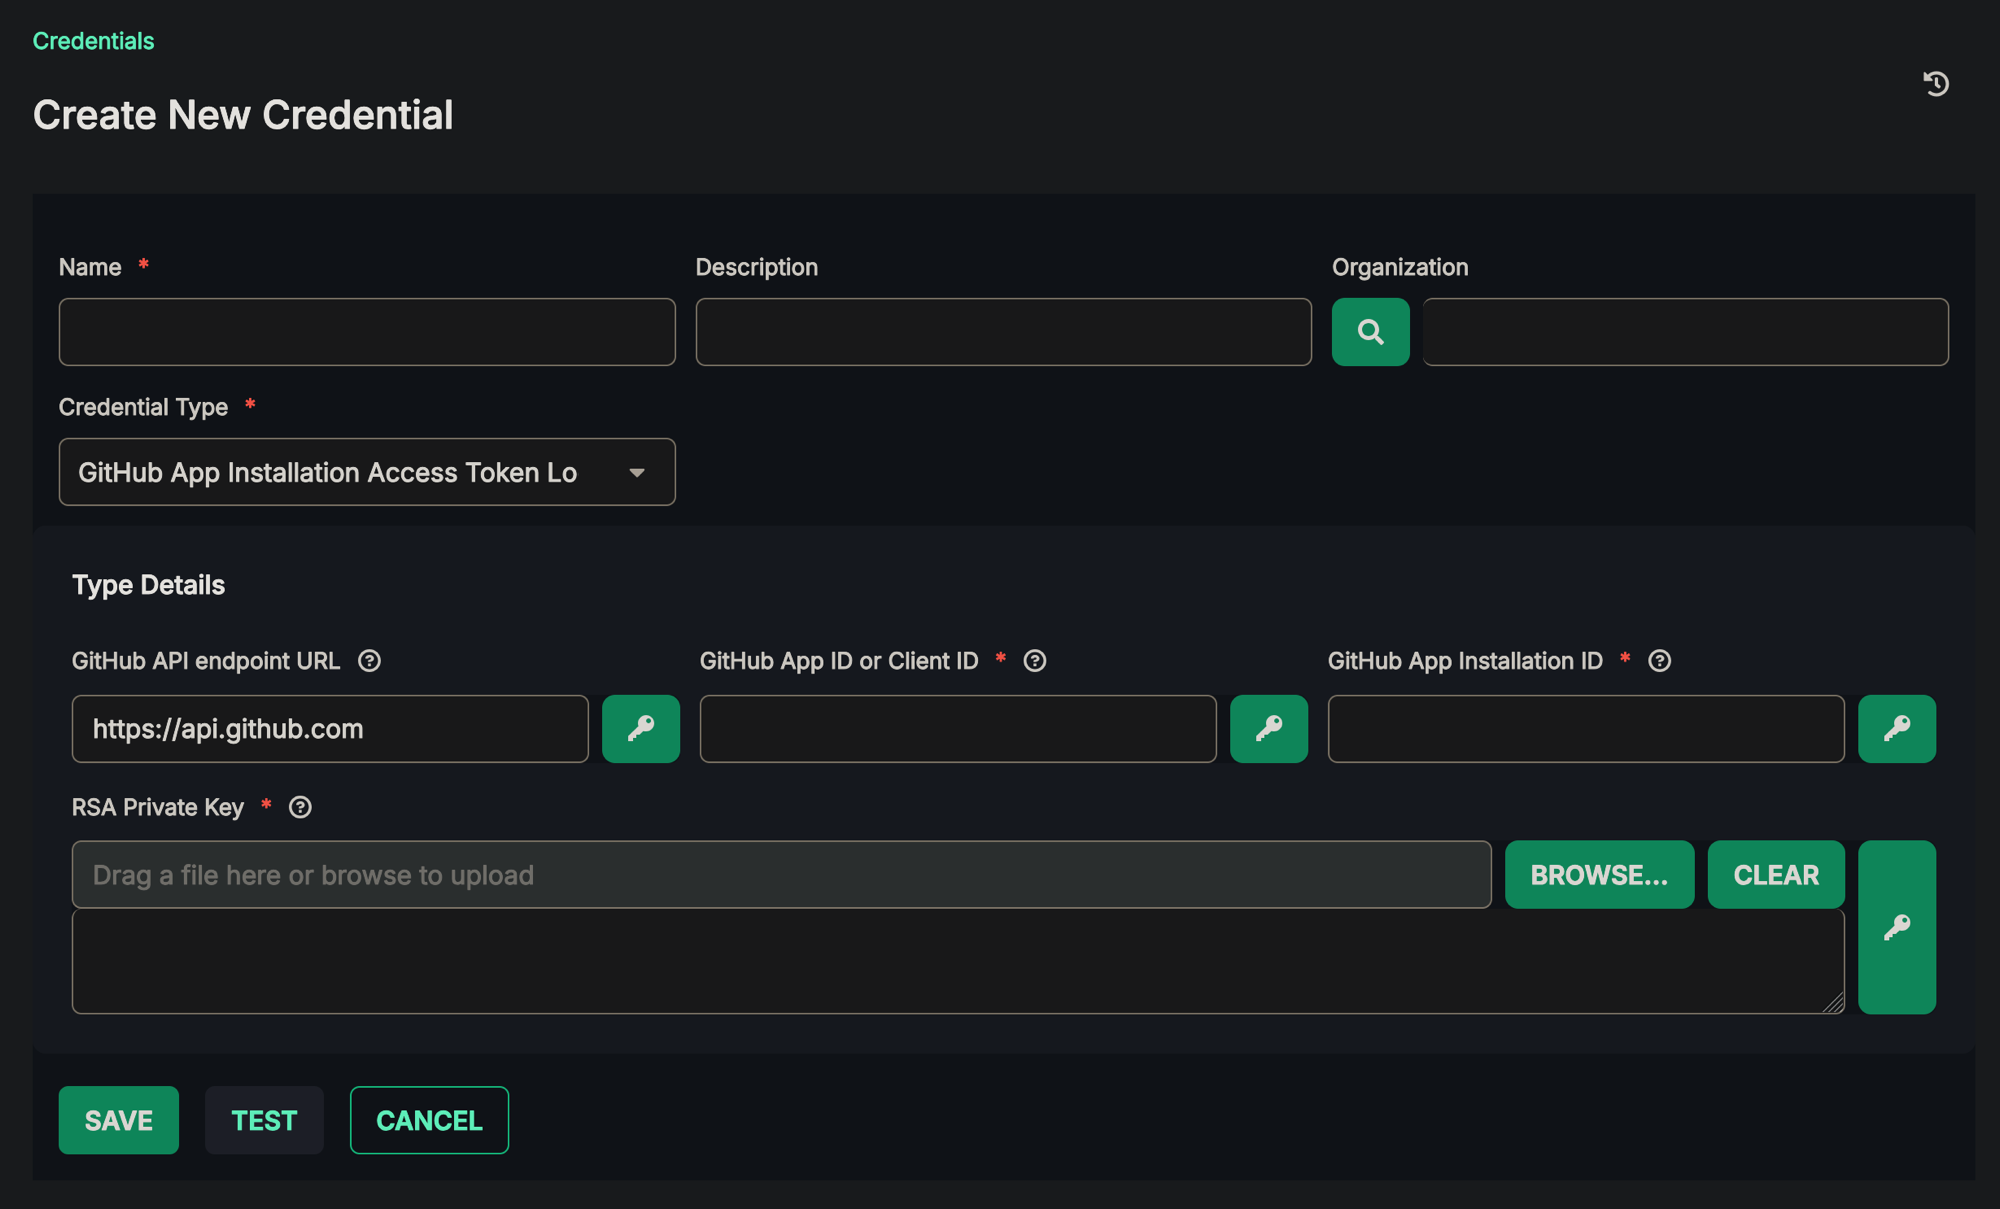 Credentials
Create New Credential
Name *
Description
Organization
Credential Type *
GitHub App Installation Access Token Lo
Type Details
GitHub API endpoint URL ?
GitHub App ID or Client ID * ?
GitHub App Installation ID * ?
https://api.github.com
RSA Private Key * ?
Drag a file here or browse to upload
BROWSE...
CLEAR
SAVE
TEST
CANCEL